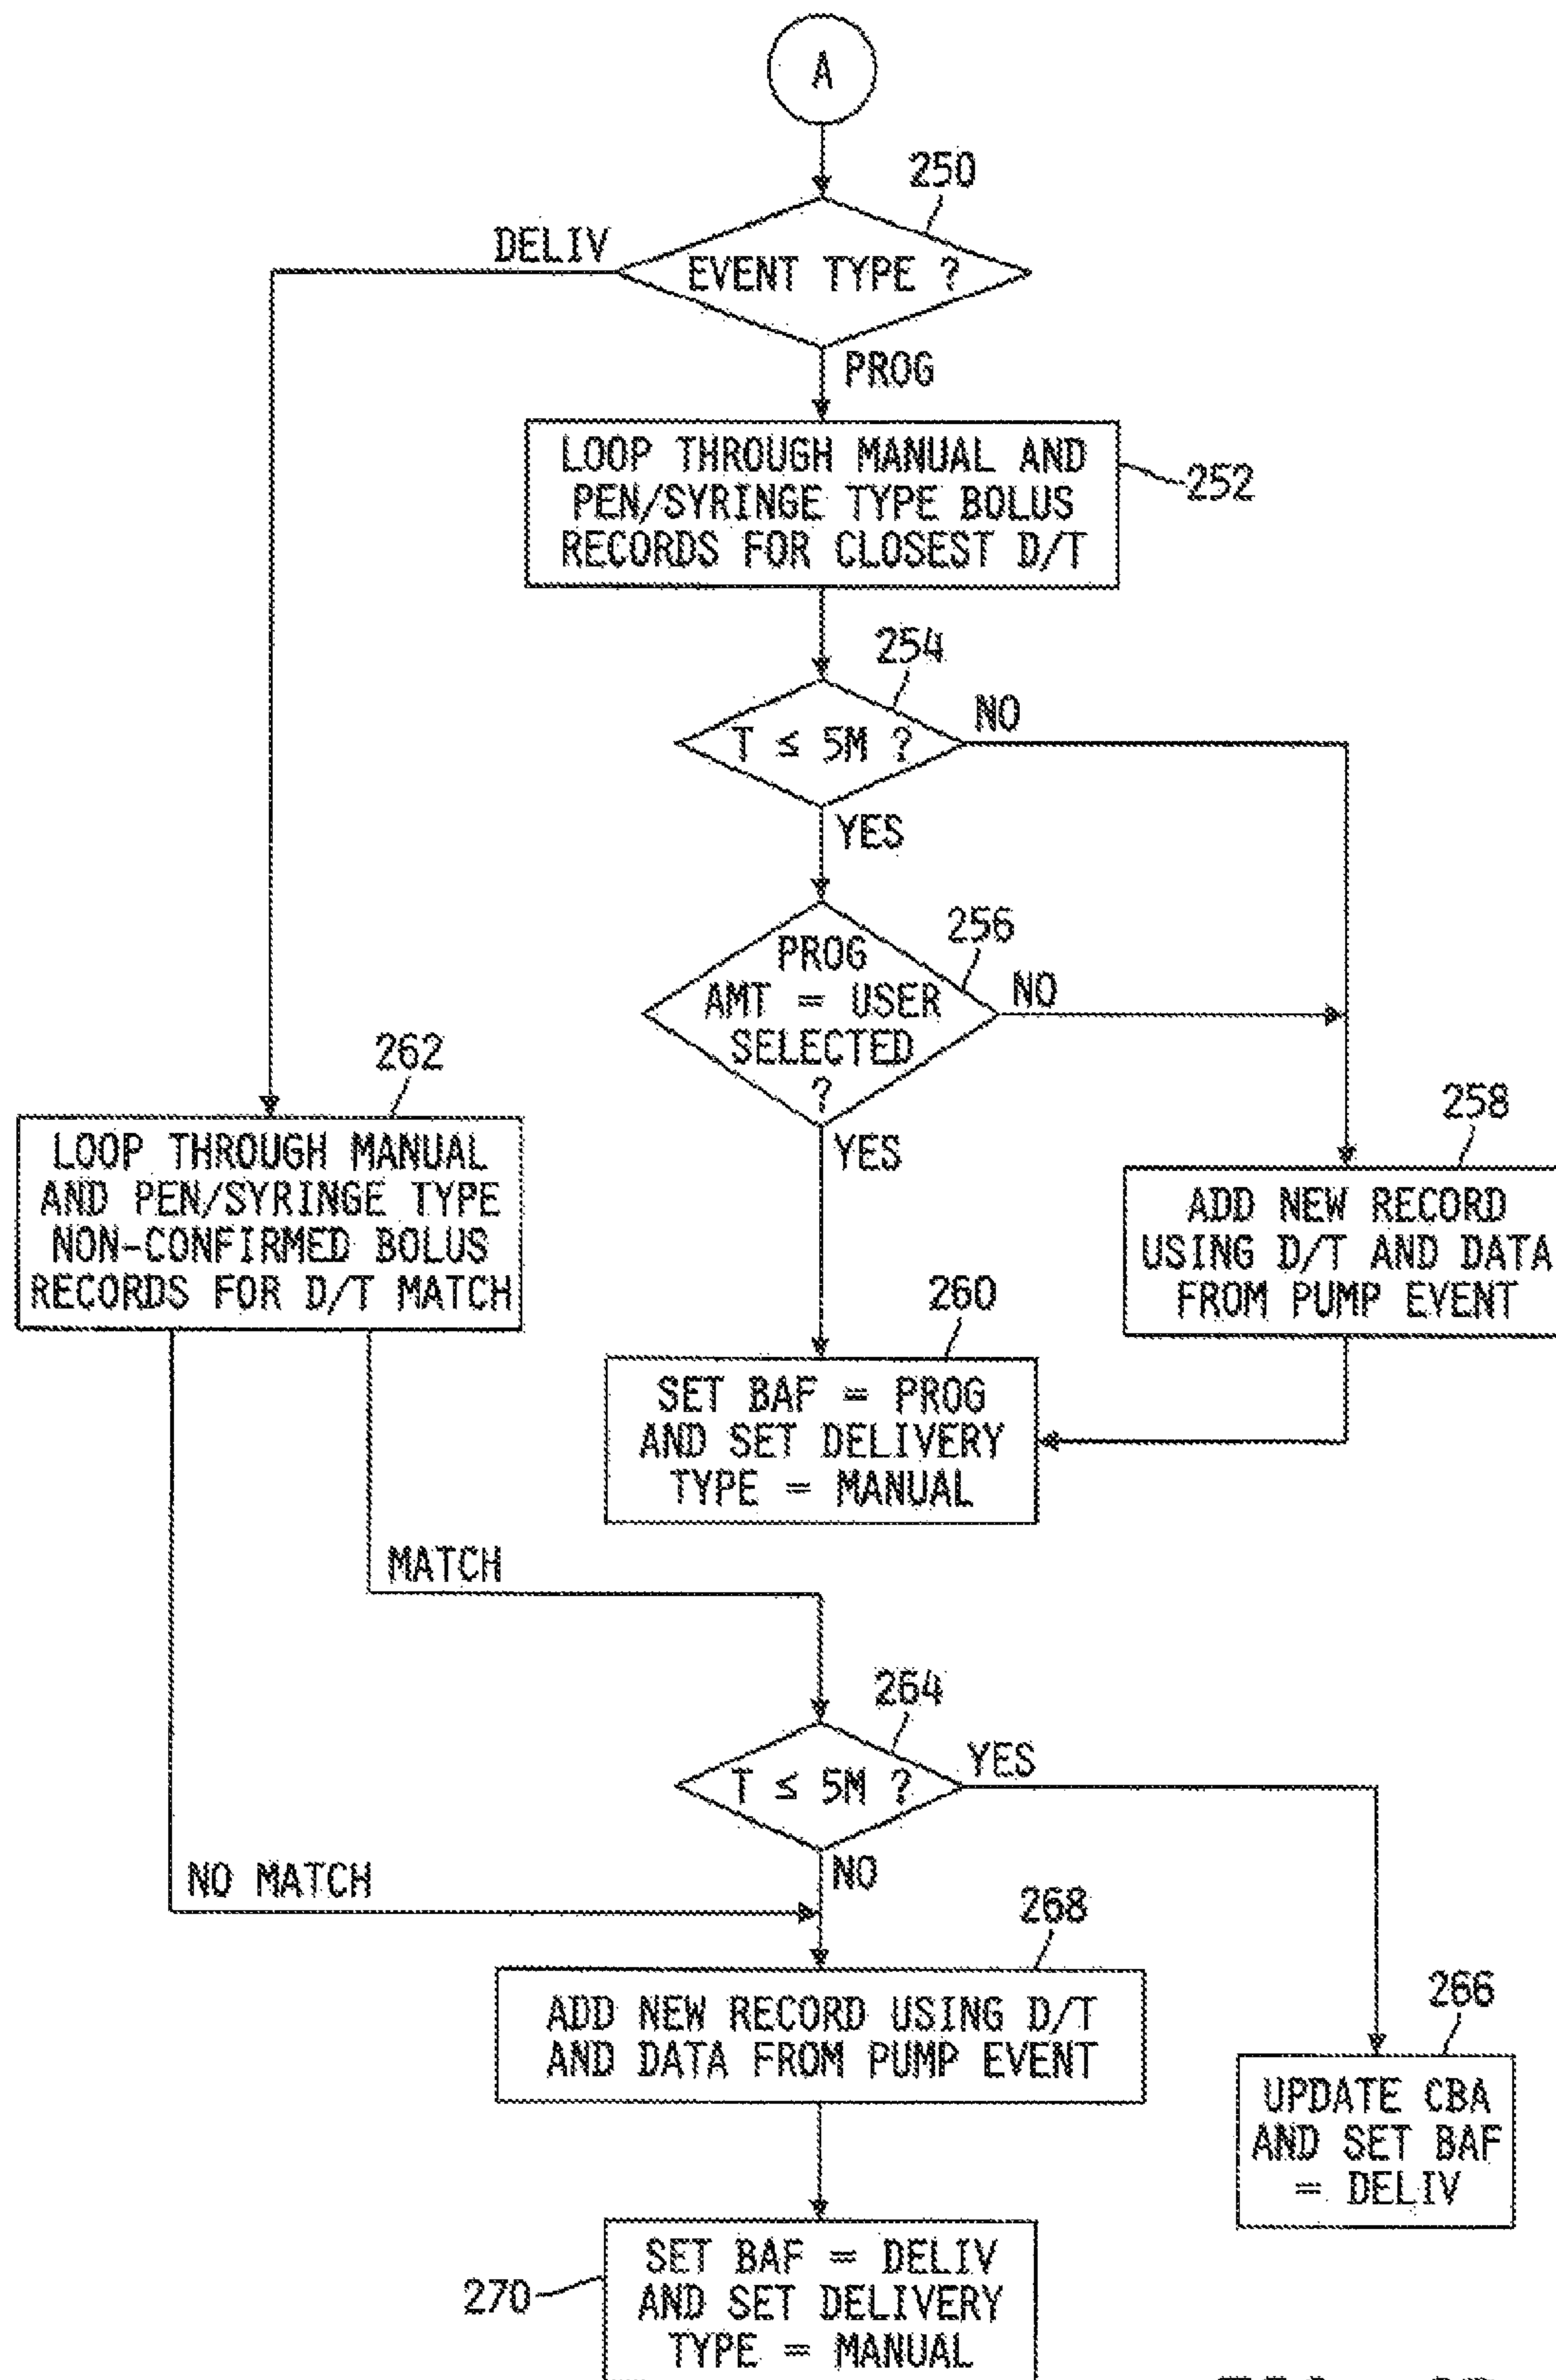 A
250
DELIV
EVENT TYPE ?
PROG
LOOP THROUGH MANUAL AND
PEN/SYRINGE TYPE BOLUS
RECORDS FOR CLOSEST D/T
252
254
T ≤ 5M ?
NO
YES
256
PROG
AMT = USER
SELECTED
?
NO
YES
262
LOOP THROUGH MANUAL
AND PEN/SYRINGE TYPE
NON-CONFIRMED BOLUS
RECORDS FOR D/T MATCH
258
ADD NEW RECORD
USING D/T AND DATA
FROM PUMP EVENT
260
SET BAF = PROG
AND SET DELIVERY
TYPE = MANUAL
MATCH
264
T ≤ 5M ?
YES
NO
NO MATCH
268
ADD NEW RECORD USING D/T
AND DATA FROM PUMP EVENT
266
UPDATE CBA
AND SET BAF
= DELIV
270
SET BAF = DELIV
AND SET DELIVERY
TYPE = MANUAL